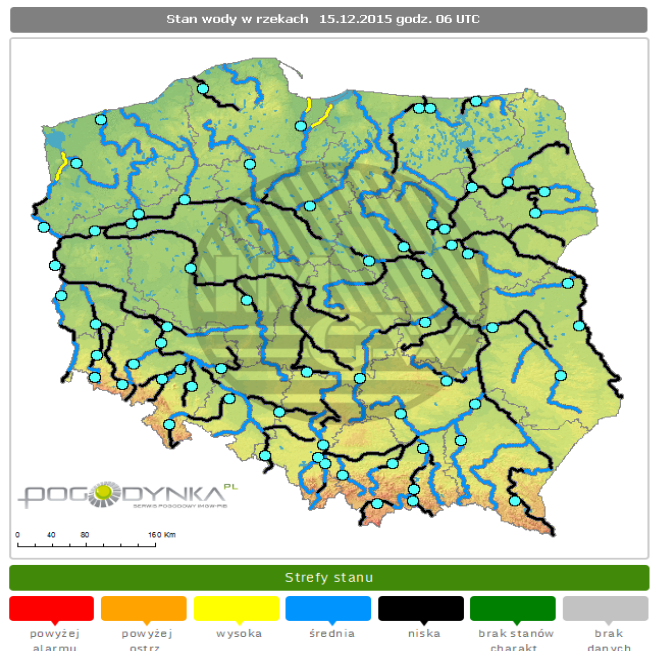 Stan wody w rzekach 15.12.2015 godz. 06 UTC
IMGW
POGODYNKA.PL
SERWIS POGODOWY IMGW-PIB
0 40 80 160 Km
Strefy stanu
powyżej alarmu
powyżej ostrz.
wysoka
średnia
niska
brak stanów charakt.
brak danych